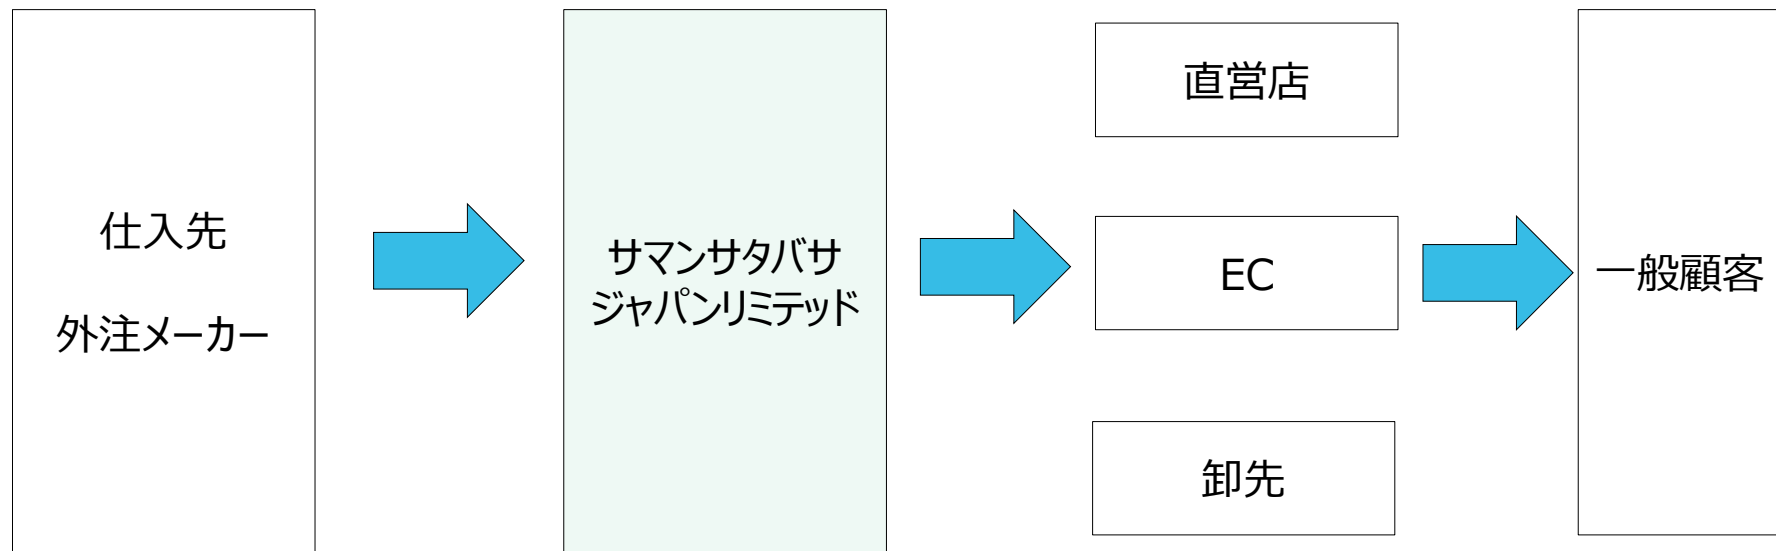 仕入先
外注メーカー
サマンサタバサ
ジャパンリミテッド
直営店
EC
卸先
一般顧客